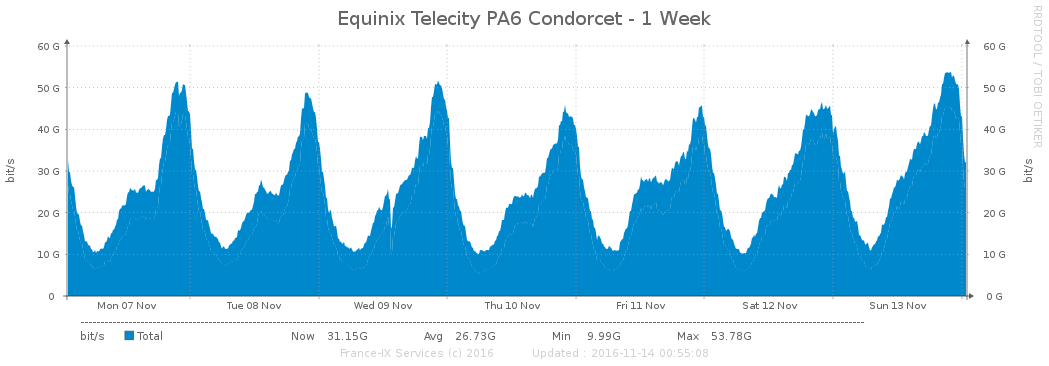 Equinix Telecity PA6 Condorcet - 1 Week
RRDTOOL / TOBI OETIKER
bit/s
60 G 60 G
50 G 50 G
40 G 40 G
30 G 30 G
20 G 20 G
10 G 10 G
0 0 G
bit/s
Mon 07 Nov Tue 08 Nov Wed 09 Nov Thu 10 Nov Fri 11 Nov Sat 12 Nov Sun 13 Nov
bit/s Total Now 31.15G Avg 26.73G Min 9.99G Max 53.78G
France-IX Services (c) 2016 Updated : 2016-11-14 00:55:08